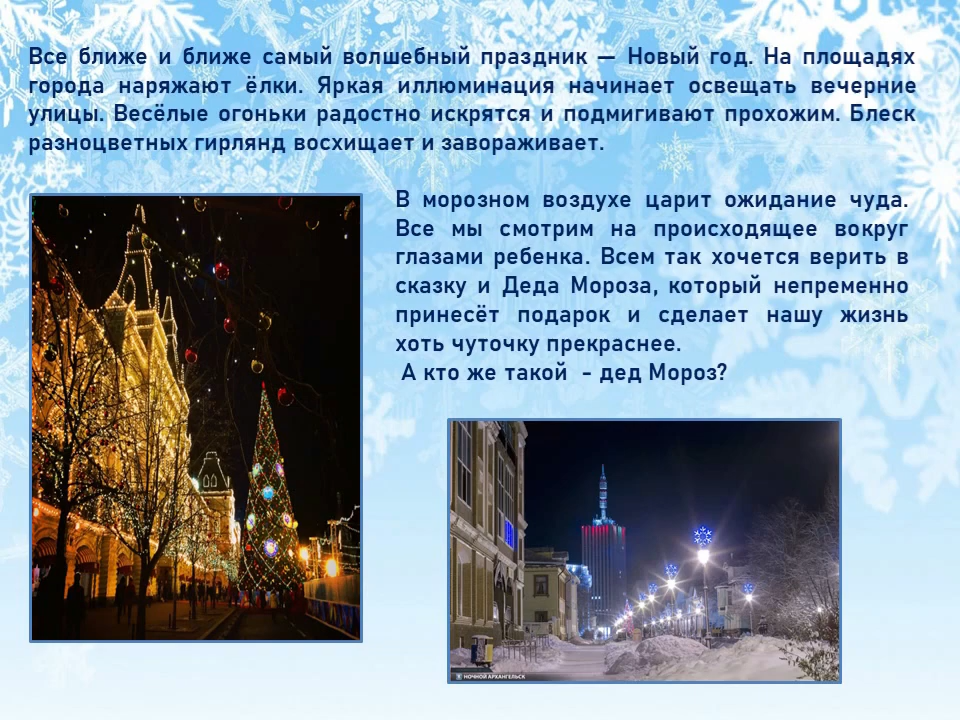 Все ближе и ближе самый волшебный праздник — Новый год. На площадях
города наряжают ёлки. Яркая иллюминация начинает освещать вечерние
улицы. Весёлые огоньки радостно искрятся и подмигивают прохожим. Блеск
разноцветных гирлянд восхищает и завораживает.
В морозном воздухе царит ожидание чуда.
Все мы смотрим на происходящее вокруг
глазами ребенка. Всем так хочется верить в
сказку и Деда Мороза, который непременно
принесёт подарок и сделает нашу жизнь
хоть чуточку прекраснее.
А кто же такой - дед Мороз?
НОЧНОЙ АРХАНГЕЛЬСК